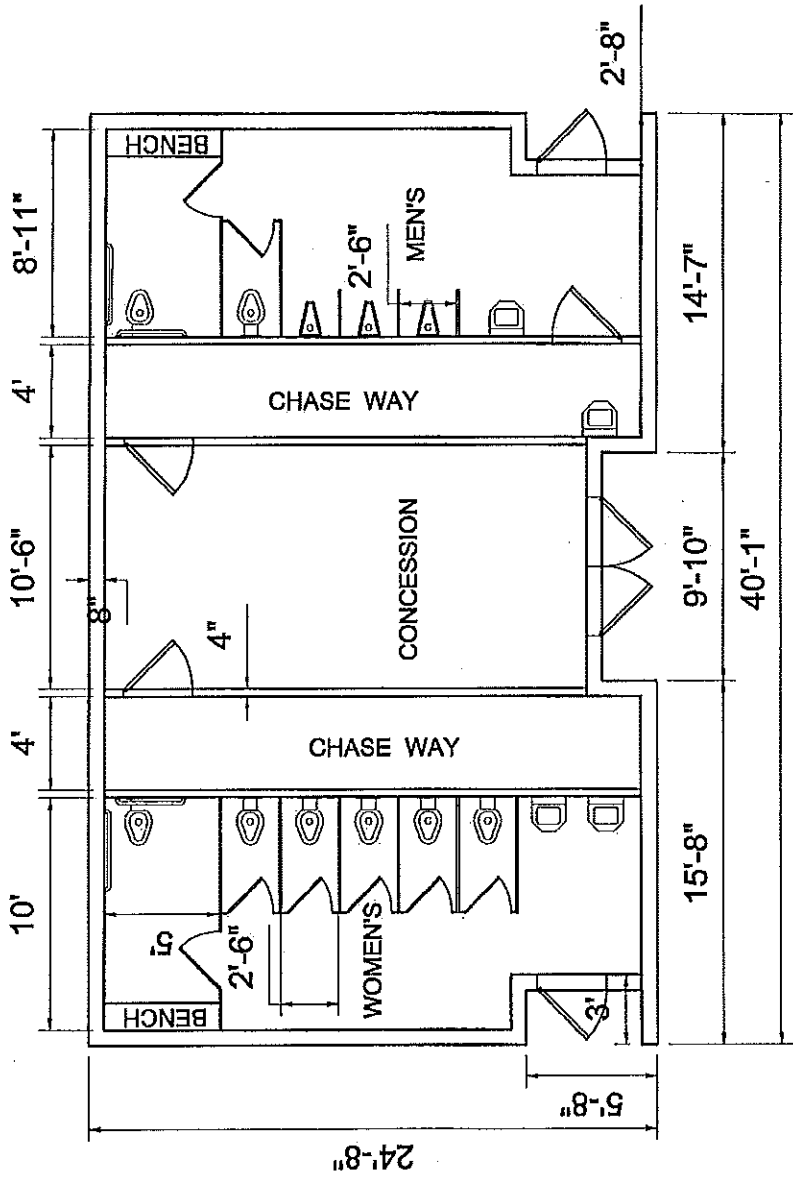 10'
4'
10'-6"
4'
8'-11"
8"
4"
BENCH
BENCH
5'
2'-6"
WOMEN'S
CHASE WAY
CONCESSION
CHASE WAY
2'-6"
MEN'S
2'-8"
3'
5'-8"
24'-8"
15'-8"
9'-10"
14'-7"
40'-1"